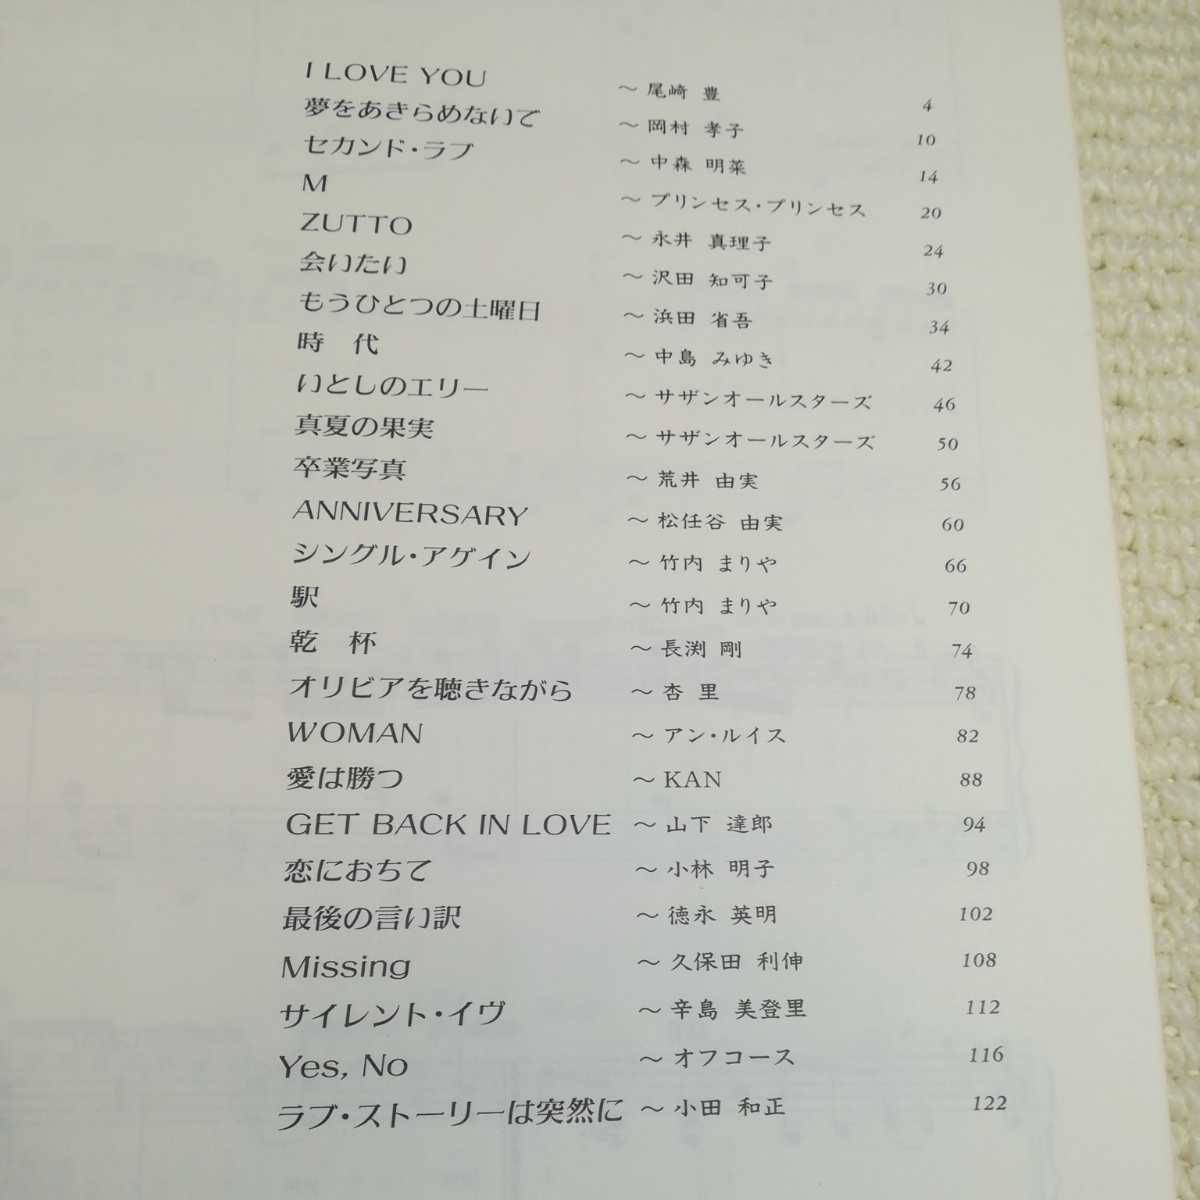 I LOVE YOU ～ 尾崎 豊 4
夢をあきらめないで ～ 岡村 孝子 10
セカンド・ラブ ～ 中森 明菜 14
M ～ プリンセス・プリンセス 20
ZUTTO ～ 永井 真理子 24
会いたい ～ 沢田 知可子 30
もうひとつの土曜日 ～ 浜田 省吾 34
時 代 ～ 中島 みゆき 42
いとしのエリー ～ サザンオールスターズ 46
真夏の果実 ～ サザンオールスターズ 50
卒業写真 ～ 荒井 由実 56
ANNIVERSARY ～ 松任谷 由実 60
シングル・アゲイン ～ 竹内 まりや 66
駅 ～ 竹内 まりや 70
乾 杯 ～ 長渕 剛 74
オリビアを聴きながら ～ 杏 里 78
WOMAN ～ アン・ルイス 82
愛は勝つ ～ KAN 88
GET BACK IN LOVE ～ 山下 達郎 94
恋におちて ～ 小林 明子 98
最後の言い訳 ～ 徳永 英明 102
Missing ～ 久保田 利伸 108
サイレント・イヴ ～ 辛島 美登里 112
Yes, No ～ オフコース 116
ラブ・ストーリーは突然に ～ 小田 和正 122